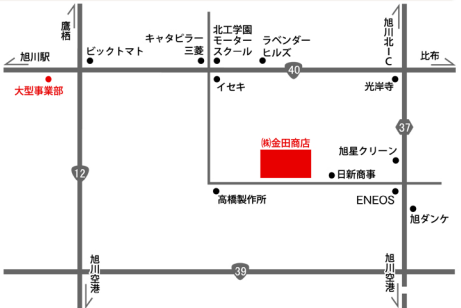 鷹栖
旭川北IC
キャタピラー
三菱
北工学園
モーター
スクール
ラベンダー
ヒルズ
旭川駅
ビックトマト
比布
40
大型事業部
イセキ
光岸寺
37
㈱金田商店
旭星クリーン
12
日新商事
高橋製作所
ENEOS
旭ダンケ
旭川空港
39
旭川空港